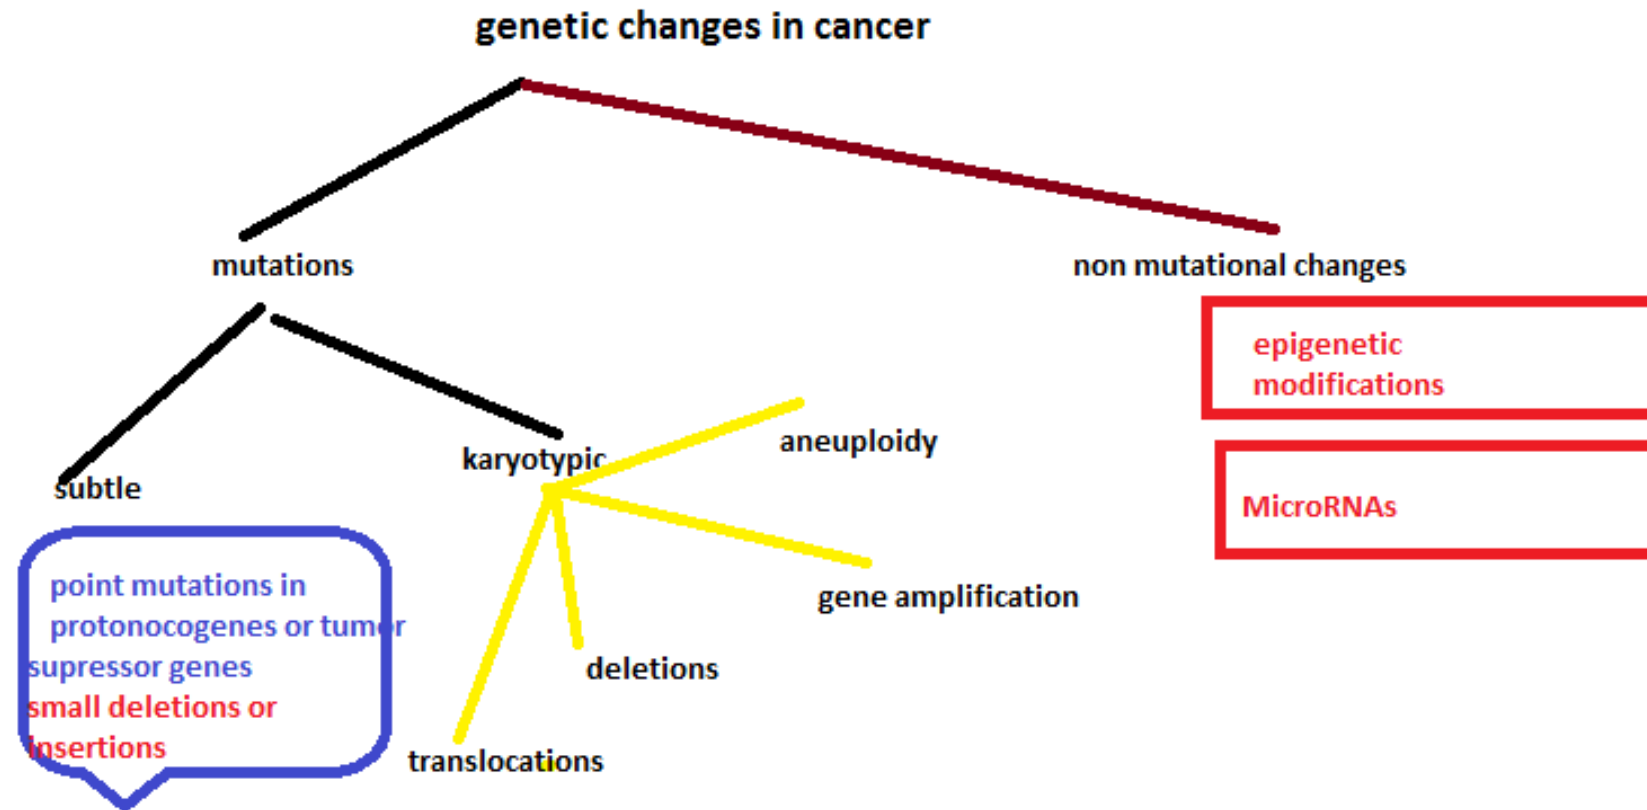 genetic changes in cancer
mutations
non mutational changes
epigenetic
modifications
MicroRNAs
subtle
karyotypic
aneuploidy
gene amplification
deletions
translocations
point mutations in
protonocogenes or tumor
supressor genes
small deletions or
insertions